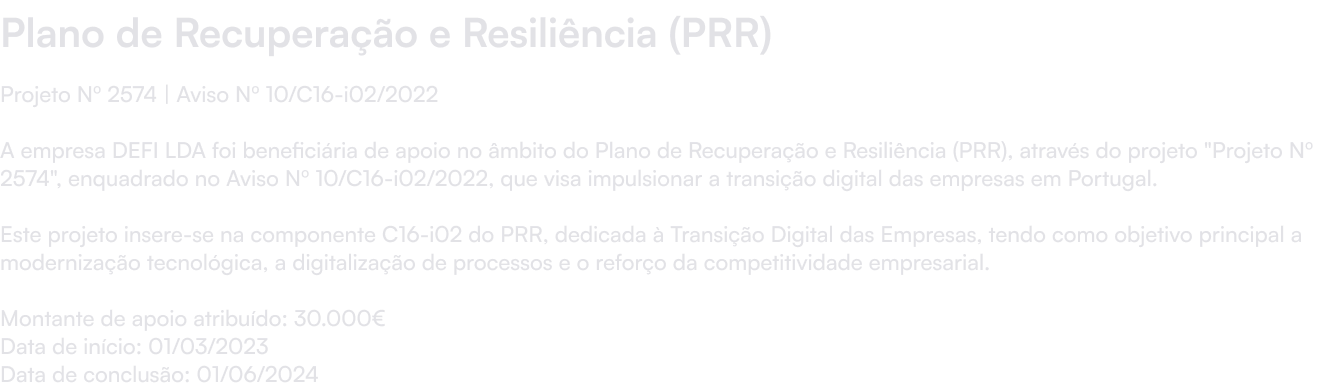 Plano de Recuperação e Resiliência (PRR)
Projeto Nº 2574 | Aviso Nº 10/C16-i02/2022
A empresa DEFI LDA foi beneficiária de apoio no âmbito do Plano de Recuperação e Resiliência (PRR), através do projeto "Projeto Nº
2574", enquadrado no Aviso Nº 10/C16-i02/2022, que visa impulsionar a transição digital das empresas em Portugal.
Este projeto insere-se na componente C16-i02 do PRR, dedicada à Transição Digital das Empresas, tendo como objetivo principal a
modernização tecnológica, a digitalização de processos e o reforço da competitividade empresarial.
Montante de apoio atribuído: 30.000€
Data de início: 01/03/2023
Data de conclusão: 01/06/2024